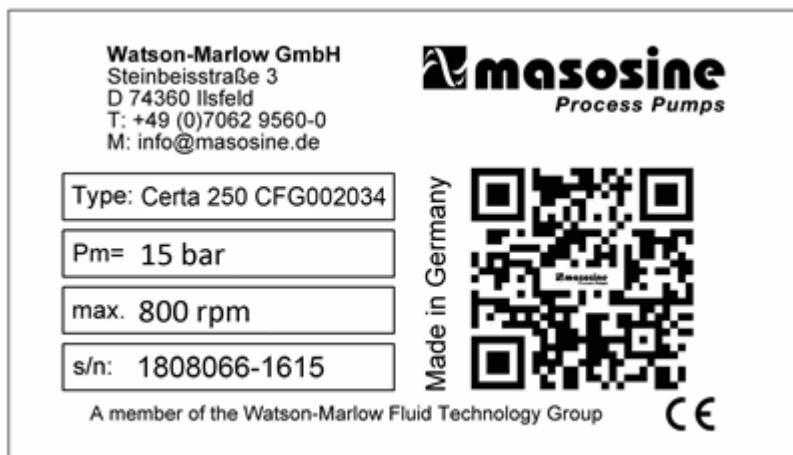 Watson-Marlow GmbH
Steinbeisstraße 3
D 74360 Ilsfeld
T: +49 (0)7062 9560-0
M: info@masosine.de
masosine
Process Pumps
Type: Certa 250 CFG002034
Pm= 15 bar
max. 800 rpm
s/n: 1808066-1615
Made in Germany
masosine
A member of the Watson-Marlow Fluid Technology Group
CE